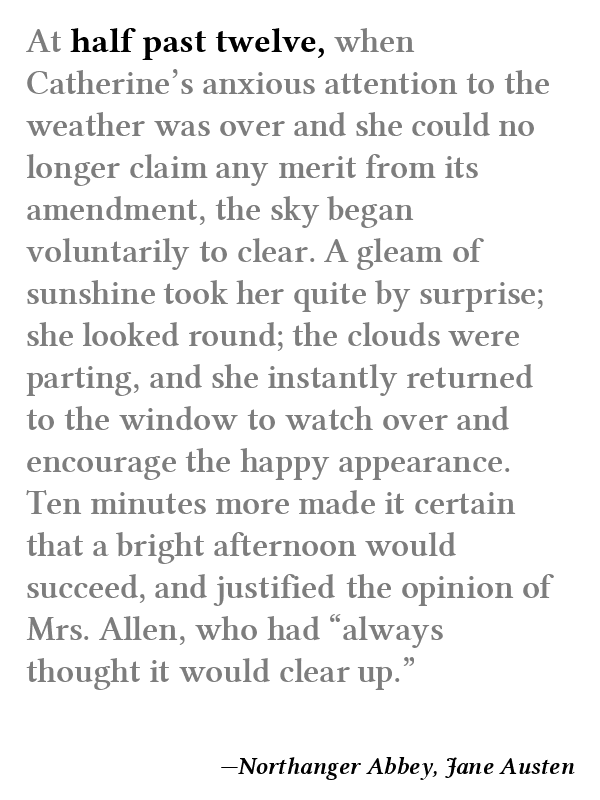 At half past twelve, when
Catherine’s anxious attention to the
weather was over and she could no
longer claim any merit from its
amendment, the sky began
voluntarily to clear. A gleam of
sunshine took her quite by surprise;
she looked round; the clouds were
parting, and she instantly returned
to the window to watch over and
encourage the happy appearance.
Ten minutes more made it certain
that a bright afternoon would
succeed, and justified the opinion of
Mrs. Allen, who had “always
thought it would clear up.”
—Northanger Abbey, Jane Austen